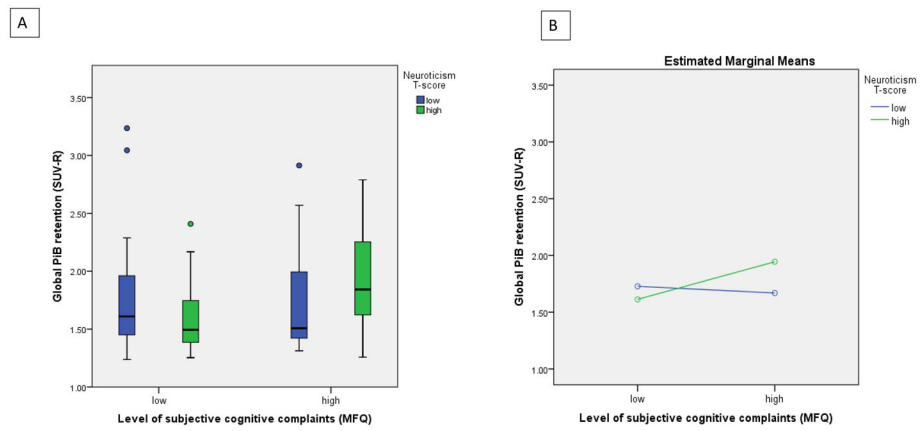 A
Neuroticism
T-score
low
high
3.50
3.00
2.50
2.00
1.50
1.00
Global PiB retention (SUV-R)
low
high
Level of subjective cognitive complaints (MFQ)
B
Estimated Marginal Means
Neuroticism
T-score
low
high
3.50
3.00
2.50
2.00
1.50
1.00
Global PiB retention (SUV-R)
low
high
Level of subjective cognitive complaints (MFQ)